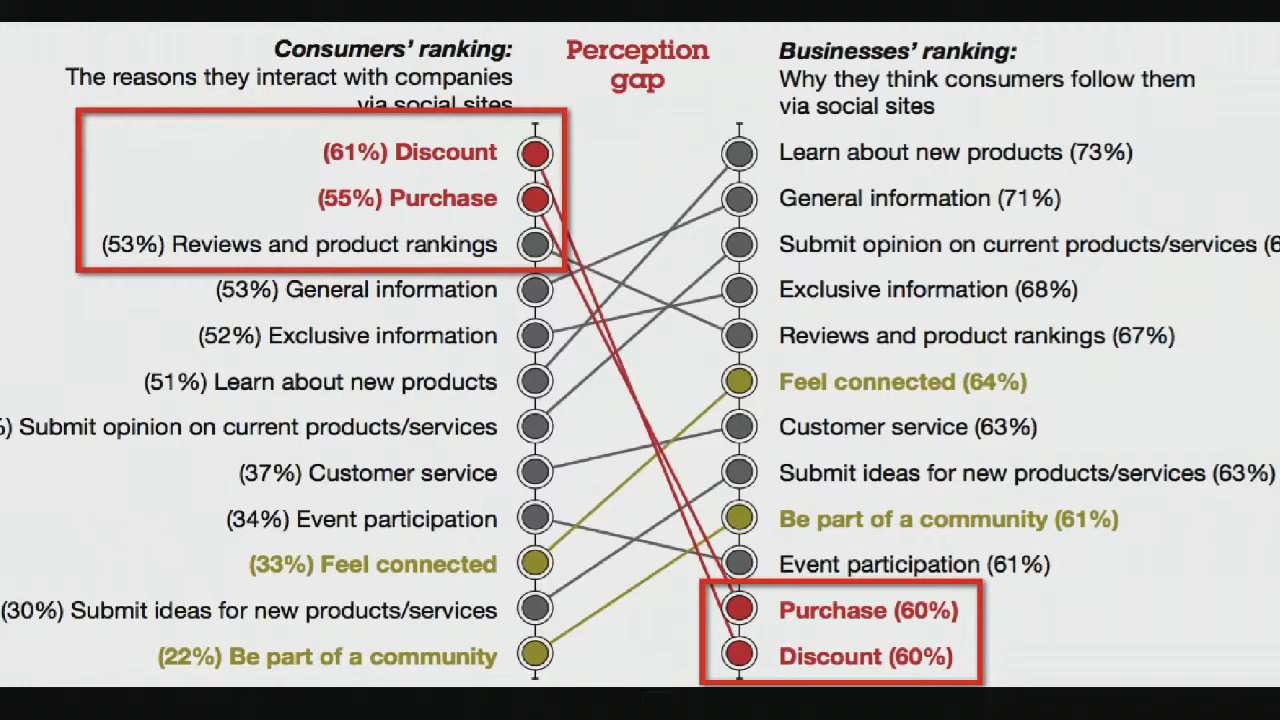 Consumers' ranking:
The reasons they interact with companies
via social sites
(61%) Discount
(55%) Purchase
(53%) Reviews and product rankings
(53%) General information
(52%) Exclusive information
(51%) Learn about new products
%) Submit opinion on current products/services
(37%) Customer service
(34%) Event participation
(33%) Feel connected
(30%) Submit ideas for new products/services
(22%) Be part of a community
Perception
gap
Businesses' ranking:
Why they think consumers follow them
via social sites
Learn about new products (73%)
General information (71%)
Submit opinion on current products/services (6
Exclusive information (68%)
Reviews and product rankings (67%)
Feel connected (64%)
Customer service (63%)
Submit ideas for new products/services (63%)
Be part of a community (61%)
Event participation (61%)
Purchase (60%)
Discount (60%)